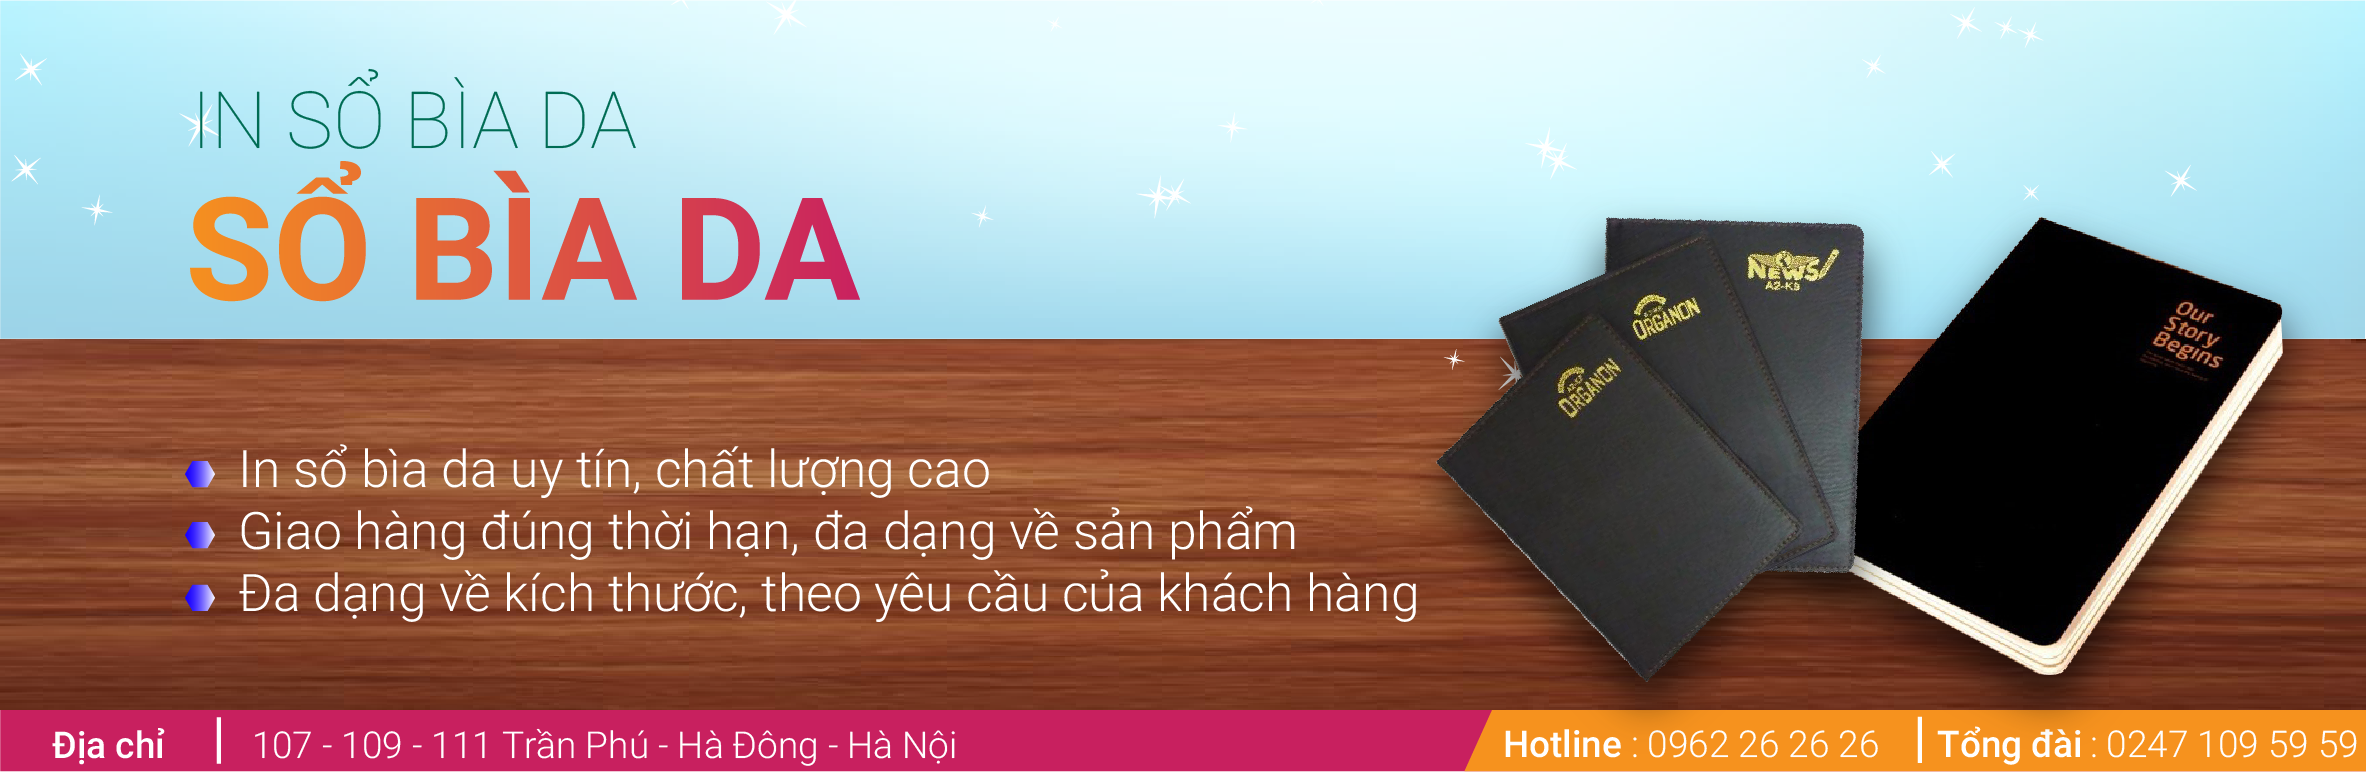 IN SỔ BÌA DA
SỔ BÌA DA
In sổ bìa da uy tín, chất lượng cao
Giao hàng đúng thời hạn, đa dạng về sản phẩm
Đa dạng về kích thước, theo yêu cầu của khách hàng
NEWS
A2-K9
ORGANON
ORGANON
Our
Story
Begins
Địa chỉ | 107 - 109 - 111 Trần Phú - Hà Đông - Hà Nội
Hotline : 0962 26 26 26 | Tổng đài : 0247 109 59 59